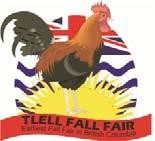 TLELL FALL FAIR
Earliest Fall Fair in British Columbia